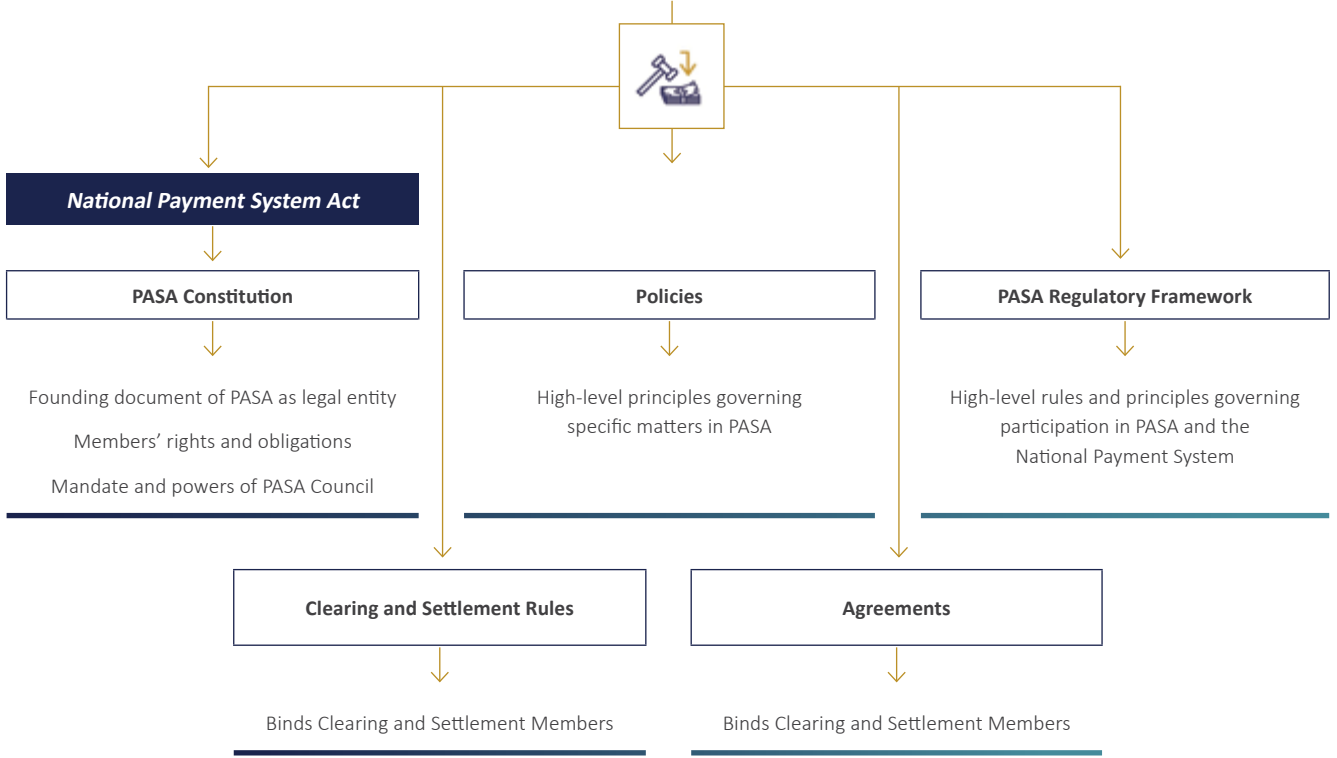 National Payment System Act
PASA Constitution
Founding document of PASA as legal entity
Members’ rights and obligations
Mandate and powers of PASA Council
Policies
High-level principles governing
specific matters in PASA
PASA Regulatory Framework
High-level rules and principles governing
participation in PASA and the
National Payment System
Clearing and Settlement Rules
Binds Clearing and Settlement Members
Agreements
Binds Clearing and Settlement Members